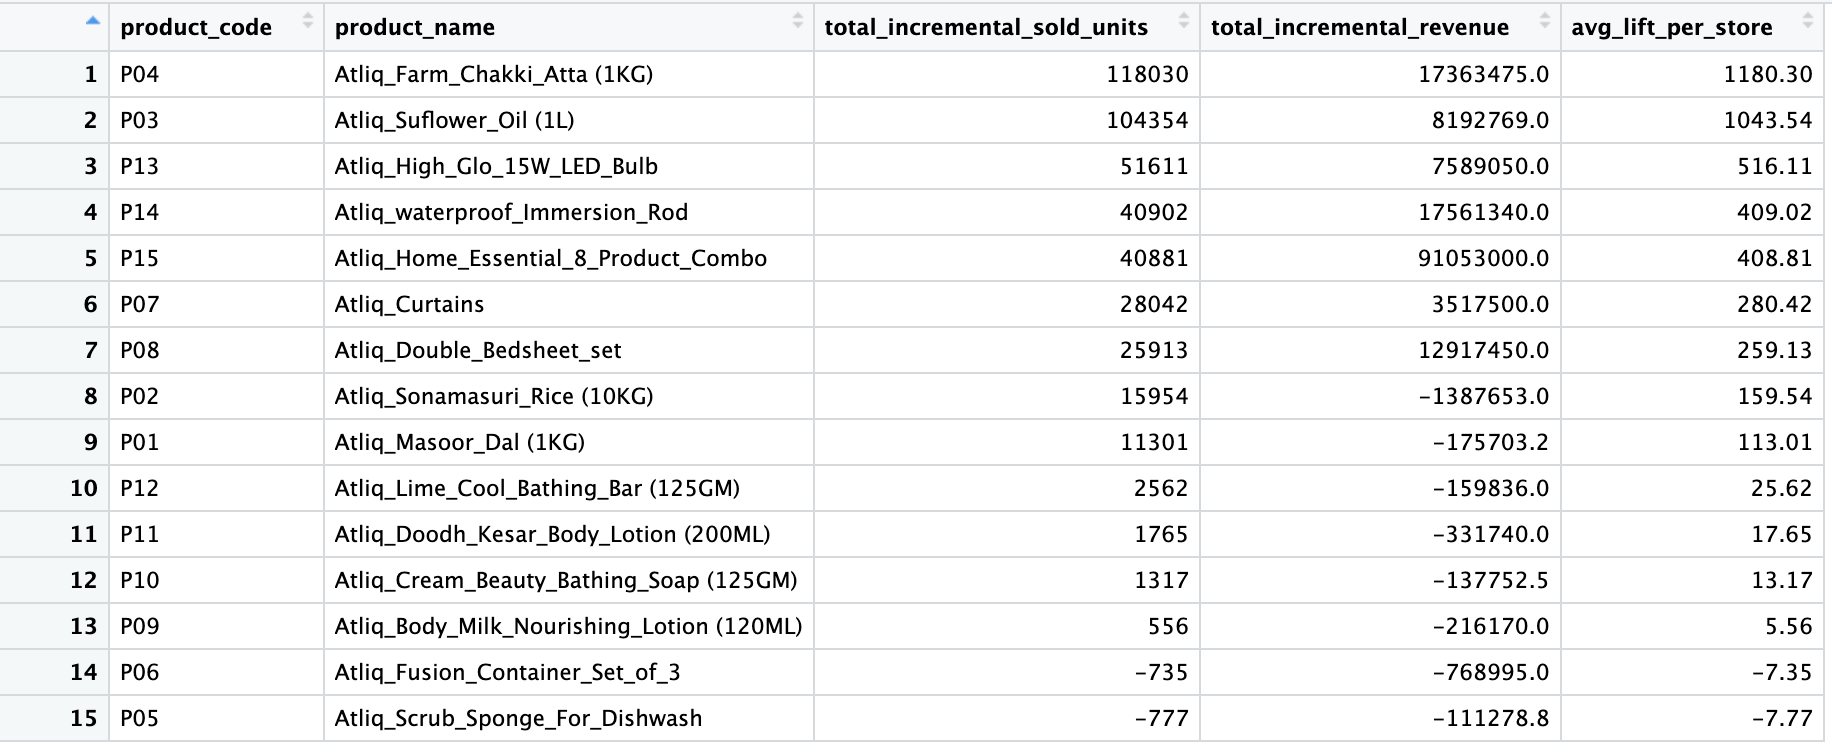 product_code product_name total_incremental_sold_units total_incremental_revenue avg_lift_per_store
1 P04 Atliq_Farm_Chakki_Atta (1KG) 118030 17363475.0 1180.30
2 P03 Atliq_Suflower_Oil (1L) 104354 8192769.0 1043.54
3 P13 Atliq_High_Glo_15W_LED_Bulb 51611 7589050.0 516.11
4 P14 Atliq_waterproof_Immersion_Rod 40902 17561340.0 409.02
5 P15 Atliq_Home_Essential_8_Product_Combo 40881 91053000.0 408.81
6 P07 Atliq_Curtains 28042 3517500.0 280.42
7 P08 Atliq_Double_Bedsheet_set 25913 12917450.0 259.13
8 P02 Atliq_Sonamasuri_Rice (10KG) 15954 -1387653.0 159.54
9 P01 Atliq_Masoor_Dal (1KG) 11301 -175703.2 113.01
10 P12 Atliq_Lime_Cool_Bathing_Bar (125GM) 2562 -159836.0 25.62
11 P11 Atliq_Doodh_Kesar_Body_Lotion (200ML) 1765 -331740.0 17.65
12 P10 Atliq_Cream_Beauty_Bathing_Soap (125GM) 1317 -137752.5 13.17
13 P09 Atliq_Body_Milk_Nourishing_Lotion (120ML) 556 -216170.0 5.56
14 P06 Atliq_Fusion_Container_Set_of_3 -735 -768995.0 -7.35
15 P05 Atliq_Scrub_Sponge_For_Dishwash -777 -111278.8 -7.77